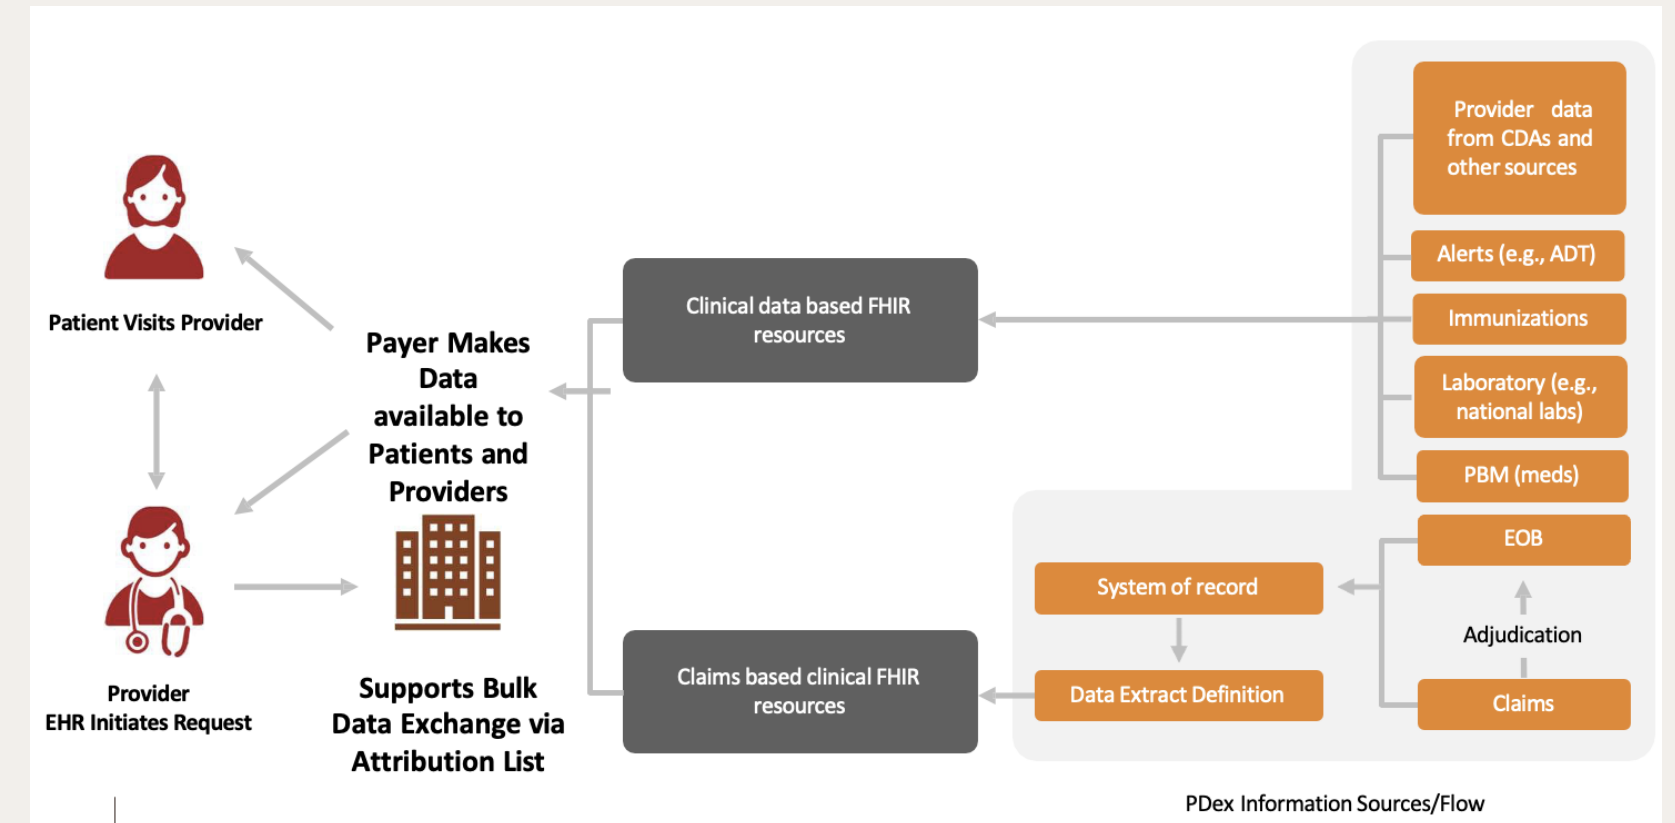 Patient Visits Provider
Provider
EHR Initiates Request
Payer Makes
Data
available to
Patients and
Providers
Supports Bulk
Data Exchange via
Attribution List
Clinical data based FHIR
resources
Claims based clinical FHIR
resources
Provider data
from CDAs and
other sources
Alerts (e.g., ADT)
Immunizations
Laboratory (e.g.,
national labs)
PBM (meds)
EOB
Adjudication
Claims
System of record
Data Extract Definition
PDex Information Sources/Flow